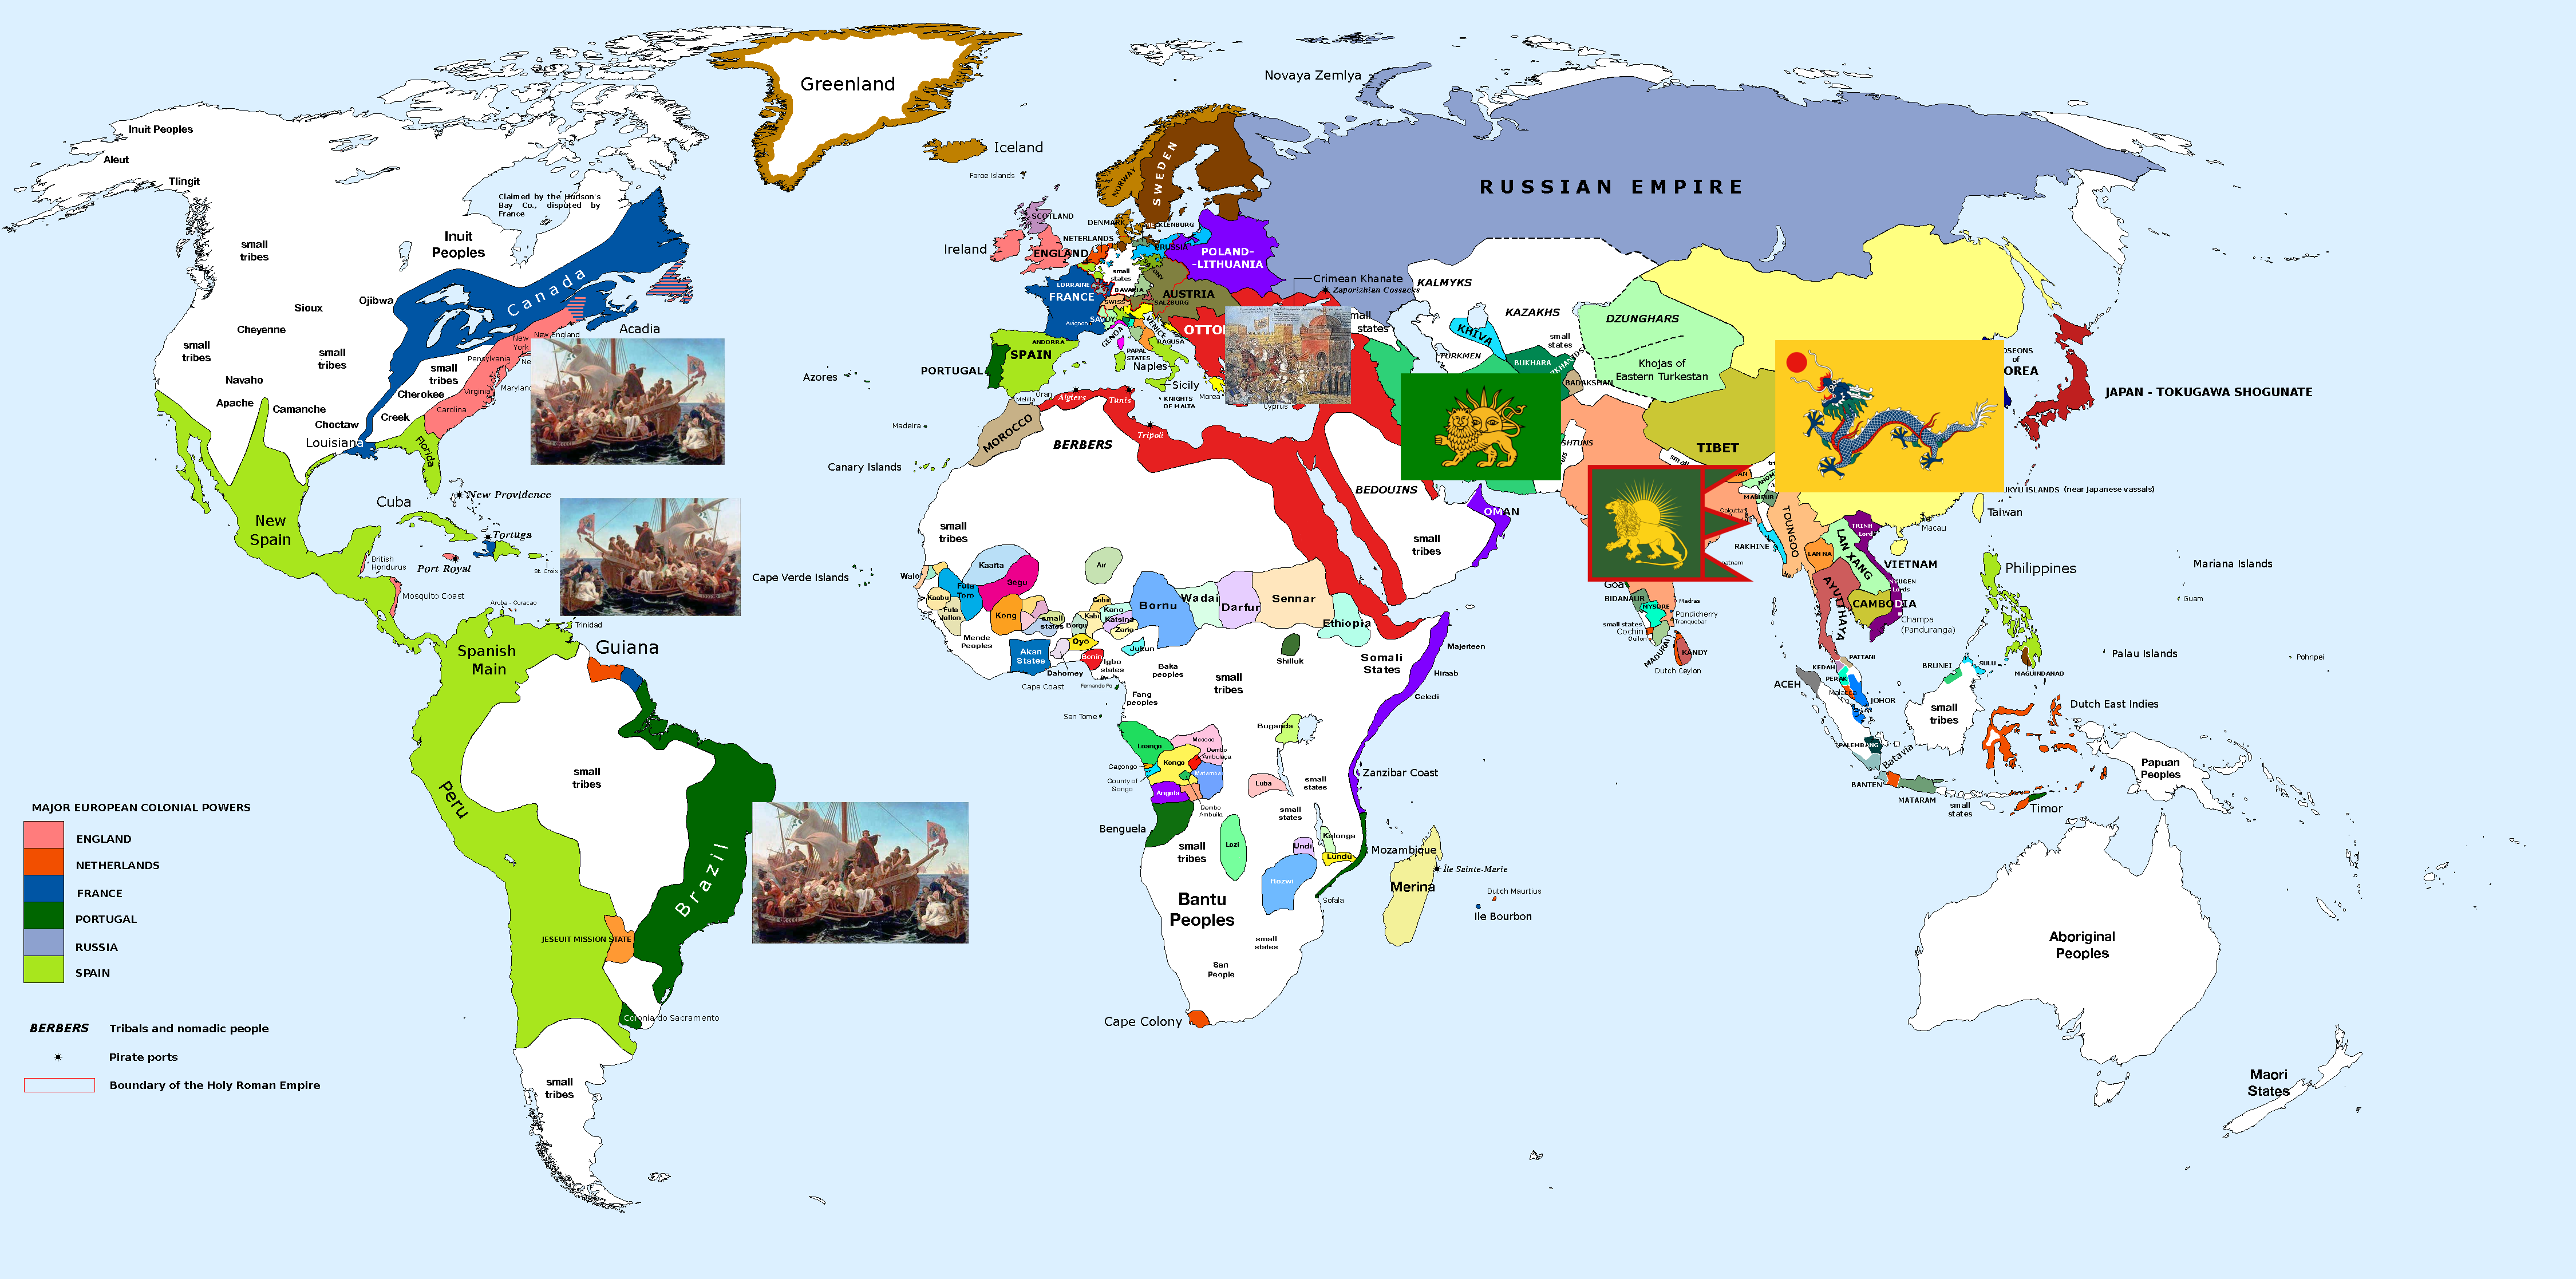 Greenland
Novaya Zemlya
Iceland
Faroe Islands
Inuit Peoples
Aleut
Tlingit
Claimed by the Hudson's
Bay Co., disputed by
France
small
tribes
Inuit
Peoples
Canada
Sioux
Ojibwa
Cheyenne
small
tribes
small
tribes
small
tribes
Navaho
Apache
Camanche
Cherokee
Creek
Choctaw
Louisiana
Acadia
New England
New
York
Pensylvania
Ne
Maryland
Virginia
Carolina
Florida
New
Spain
Cuba
New Providence
Tortuga
Port Royal
St. Croix
British
Hondurus
Mosquito Coast
Aruba - Curacao
Trinidad
Spanish
Main
Guiana
Peru
small
tribes
Brazil
JESEUIT MISSION STATE
Colonia do Sacramento
small
tribes
MAJOR EUROPEAN COLONIAL POWERS
ENGLAND
NETHERLANDS
FRANCE
PORTUGAL
RUSSIA
SPAIN
BERBERS
Tribals and nomadic people
Pirate ports
Boundary of the Holy Roman Empire
RUSSIAN EMPIRE
NORWAY
SWEDEN
SCOTLAND
Ireland
ENGLAND
DENMARK
NETERLANDS
CKLENBURG
PRUSSIA
POLAND-
-LITHUANIA
small
states
SAXONY
LORRAINE
FRANCE
BAVARIA
AUSTRIA
SWISS
SALZBURG
SAVOY
Avignon
GENOA
VENICE
OTTO
RAGUSA
ANDORRA
SPAIN
PORTUGAL
PAPAL
STATES
Naples
Sicily
KNIGHTS
OF MALTA
Morea
Cyprus
Crimean Khanate
Zaporizhian Cossacks
mall
states
Azores
Madeira
Canary Islands
Cape Verde Islands
Melilla
Oran
Algiers
Tunis
Tripoli
MOROCCO
BERBERS
BEDOUINS
small
tribes
OMAN
small
tribes
Walo
Kaarta
Segu
Futa
Toro
Kaabu
Futa
Jallon
Kong
Mende
Peoples
small
states
Akan
States
Cape Coast
Dahomey
Borgu
Oyo
Benin
Igbo
states
Fernando Po
San Tome
Air
Gobir
Kabi
Kano
Katsina
Zaria
Jukun
Bornu
Wadai
Darfur
Sennar
Ethiopia
Shilluk
Somali
States
Majerteen
Hiraab
Geledi
Baka
peoples
Fang
peoples
small
tribes
Buganda
Loango
Macoco
Dembo
Ambulaga
Kongo
Gacongo
County of
Songo
Matamba
Angola
Dembo
Ambuila
Benguela
Luba
small
states
small
states
Zanzibar Coast
Kalonga
Undi
Lundu
Lozi
small
tribes
Rozwi
Mozambique
Sofala
Merina
Île Sainte-Marie
Dutch Maurtius
Ile Bourbon
Bantu
Peoples
small
states
San
People
Cape Colony
KALMYKS
KAZAKHS
KHIVA
TURKMEN
small
states
BUKHARA
BADAKSHAN
DZUNGHARS
Khojas of
Eastern Turkestan
TIBET
SHTUNS
small
Calcutta
MANIPUR
RAKHINE
TOUNGOO
LAN NA
LAN XANG
TRINH
Lord
VIETNAM
NGUGEN
lords
AYUTTHAYA
CAMBODIA
Champa
(Panduranga)
Macau
Taiwan
OSEONS
of
OREA
JAPAN - TOKUGAWA SHOGUNATE
UKYU ISLANDS (near Japanese vassals)
Goa
BIDANAUR
MYSORE
Madras
Pondicherry
Tranquebar
small states
Cochin
Quilon
MADURAI
KANDY
Dutch Ceylon
Philippines
Mariana Islands
Guam
Palau Islands
Pohnpei
PATTANI
KEDAH
PERAK
Malacca
JOHOR
ACEH
BRUNEI
SULU
MAGUINDANAO
small
tribes
Dutch East Indies
PALEMBANG
Batavia
BANTEN
MATARAM
small
states
Timor
Papuan
Peoples
Aboriginal
Peoples
Maori
States